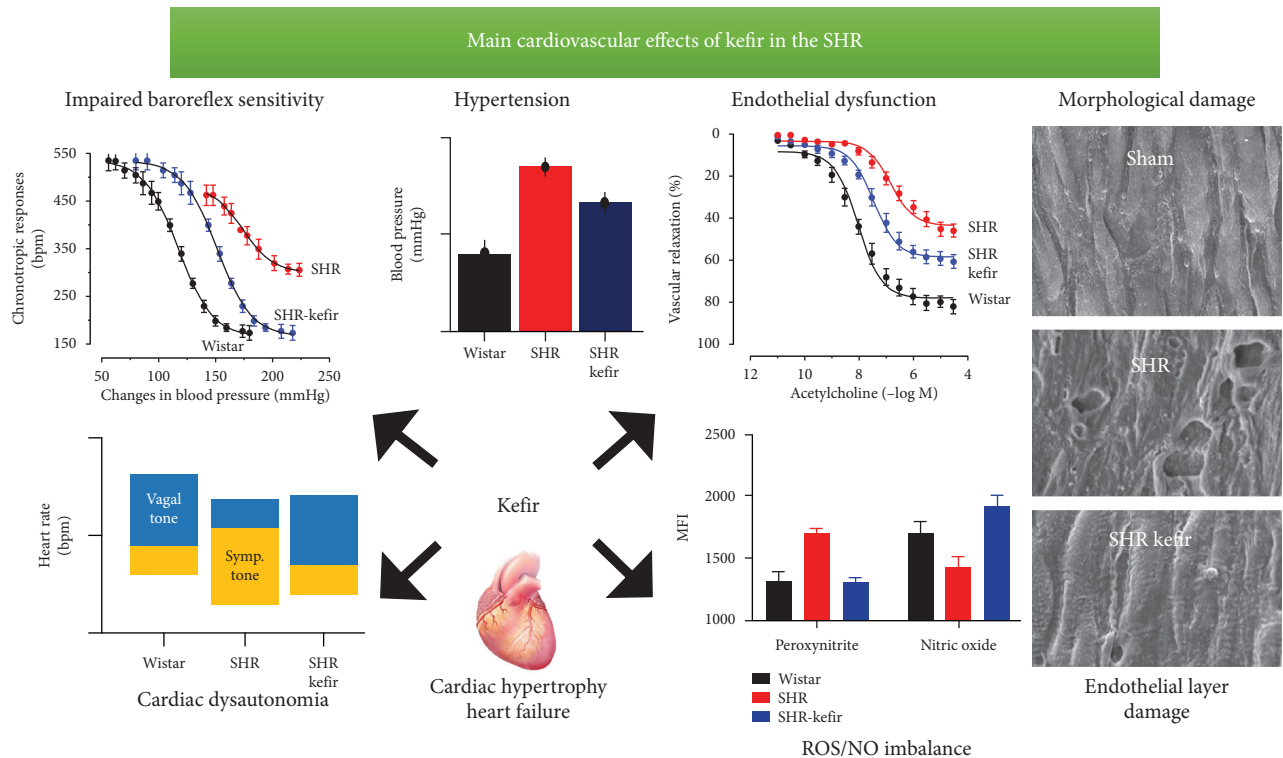 Main cardiovascular effects of kefir in the SHR
Impaired baroreflex sensitivity
Chronotropic responses
(bpm)
550
450
350
250
150
50
100
150
200
250
Changes in blood pressure (mmHg)
SHR
SHR-kefir
Wistar
Hypertension
Blood pressure
(mmHg)
Wistar
SHR
SHR
kefir
Endothelial dysfunction
Vascular relaxation (%)
0
20
40
60
80
100
12
10
8
6
4
Acetylcholine (–log M)
SHR
SHR
kefir
Wistar
Morphological damage
Sham
SHR
SHR kefir
Endothelial layer
damage
Heart rate
(bpm)
Vagal
tone
Symp.
tone
Wistar
SHR
SHR
kefir
Cardiac dysautonomia
Kefir
Cardiac hypertrophy
heart failure
MFI
2500
2000
1500
1000
Peroxynitrite
Nitric oxide
Wistar
SHR
SHR-kefir
ROS/NO imbalance